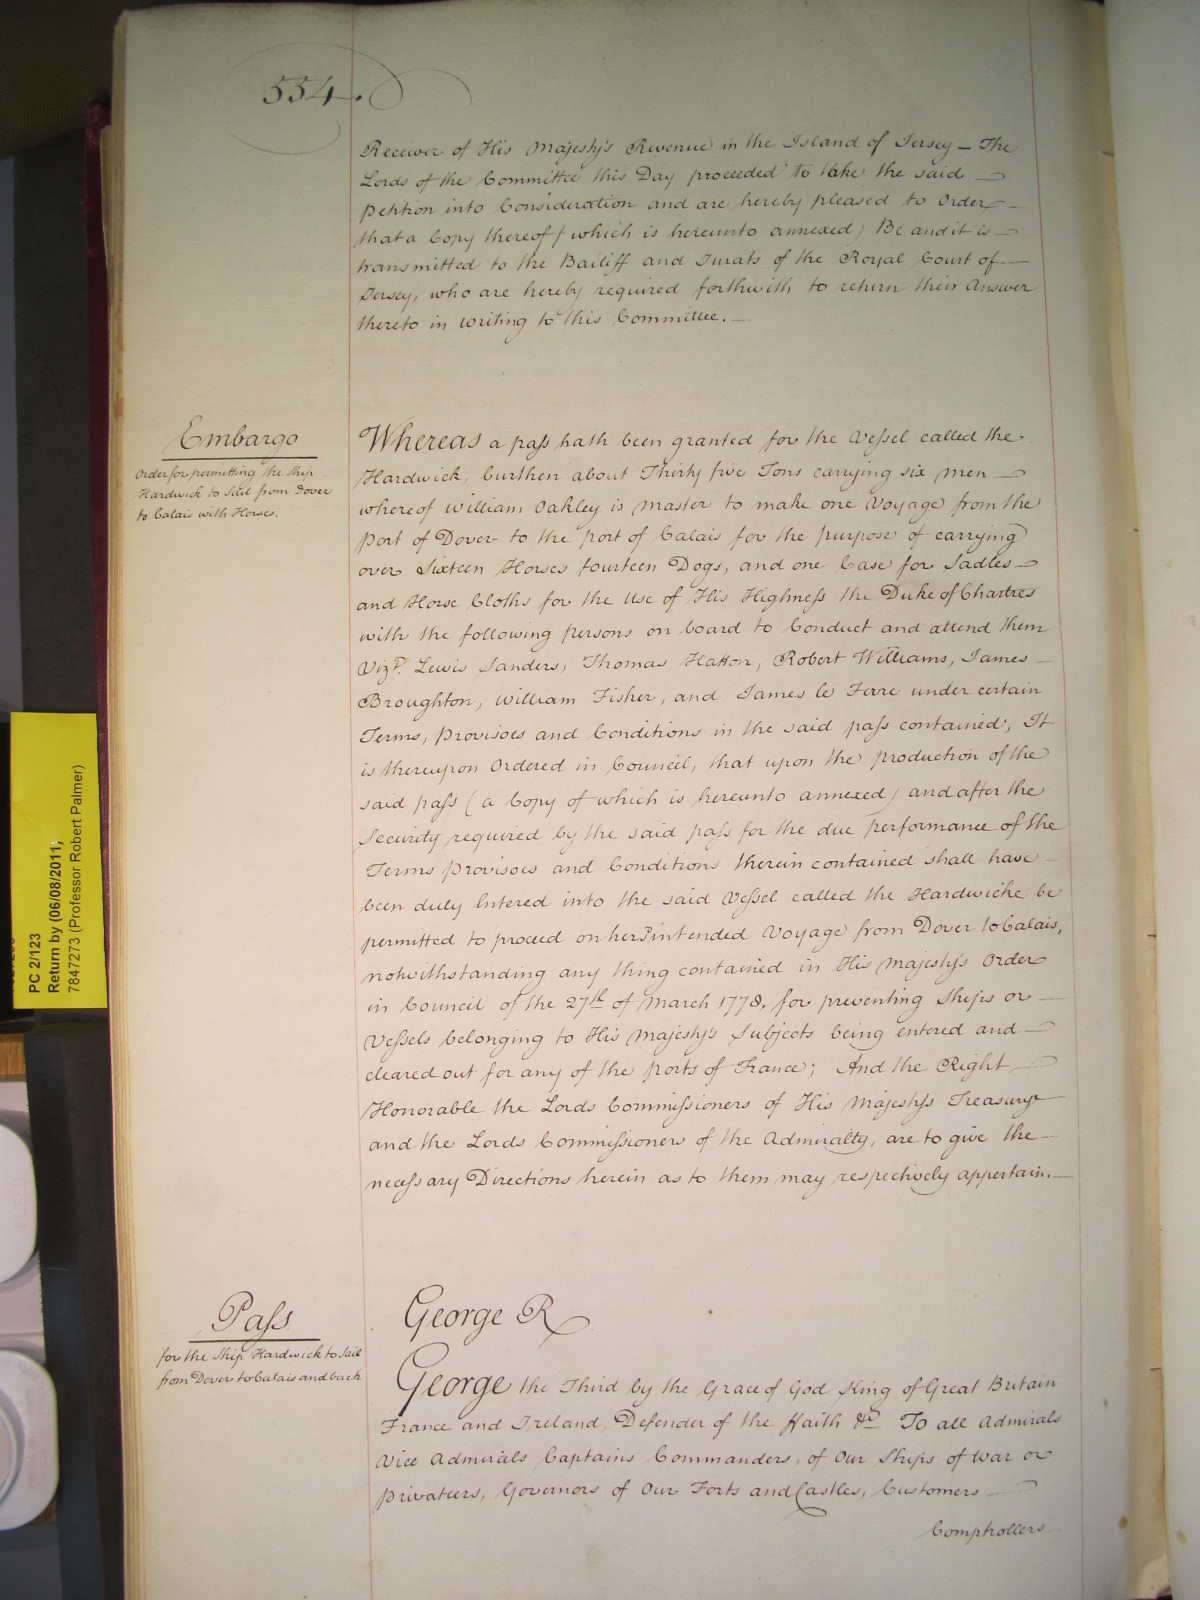 554.
Receiver of His Majesty's Revenue in the Island of Jersey – The
Lords of the Committee this Day proceeded to take the said
Petition into Consideration and are hereby pleased to Order
that a Copy thereof (which is hereunto annexed) Be and it is
transmitted to the Bailiff and Jurats of the Royal Court of
Jersey, who are hereby required forthwith to return their Answer
thereto in writing to this Committee.
Embargo
Order for permitting the Ship
Hardwick to Sail from Dover
to Calais with Horses.
Whereas a pass hath been granted for the Vessel called the
Hardwick, burthen about Thirty five Tons carrying six men
whereof William Oakley is Master to make one Voyage from the
Port of Dover to the port of Calais for the purpose of carrying
over Sixteen Horses fourteen Dogs, and one Case for Sadles
and Horse Cloths for the Use of His Highness the Duke of Chartres
with the following persons on board to Conduct and attend them
Vizt. Lewis Sanders, Thomas Hatton, Robert Williams, James
Broughton, William Fisher, and James le Farre under certain
Terms, Provisoes and Conditions in the said pass contained; It
is thereupon Ordered in Council, that upon the production of the
said pass (a Copy of which is hereunto annexed) and after the
Security required by the said pass for the due performance of the
Terms Provisoes and Conditions therein contained shall have
been duly Entered into the said Vessel called the Hardwicke be
permitted to proceed on her intended Voyage from Dover to Calais,
notwithstanding any thing contained in His Majesty's Order
in Council of the 27th of March 1778, for preventing Ships or
Vessels belonging to His Majesty's Subjects being entered and
cleared out for any of the ports of France; And the Right
Honorable the Lords Commissioners of His Majestys Treasury
and the Lords Commissioners of the Admiralty, are to give the
necessary Directions herein as to them may respectively appertain.
Pass
for the Ship Hardwick to Sail
from Dover to Calais and back
George R
George the Third by the Grace of God King of Great Britain
France and Ireland, Defender of the Faith &c To all Admirals
Vice Admirals Captains Commanders, of Our Ships of War or
Privateers, Governors of Our Forts and Castles, Customers
Comptrollers
PC 2/123
Return by (06/08/2011;
7847273 (Professor Robert Palmer)